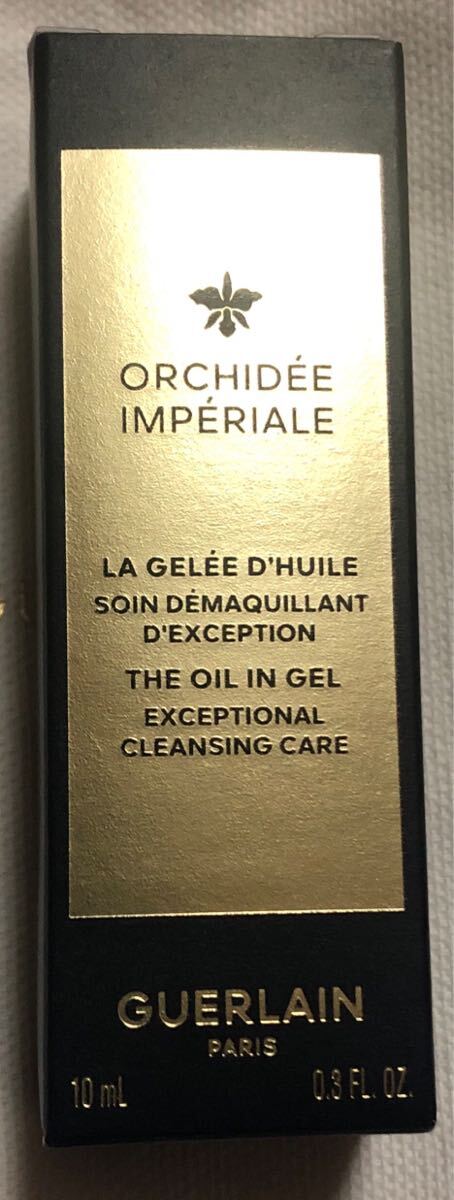 ORCHIDÉE
IMPÉRIALE
LA GELÉE D'HUILE
SOIN DÉMAQUILLANT
D'EXCEPTION
THE OIL IN GEL
EXCEPTIONAL
CLEANSING CARE
GUERLAIN
PARIS
10 mL 0.3 FL. OZ.